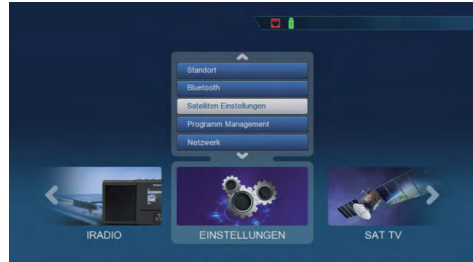 Standort
Bluetooth
Satelliten Einstellungen
Programm Management
Netzwerk
IRADIO
EINSTELLUNGEN
SAT TV